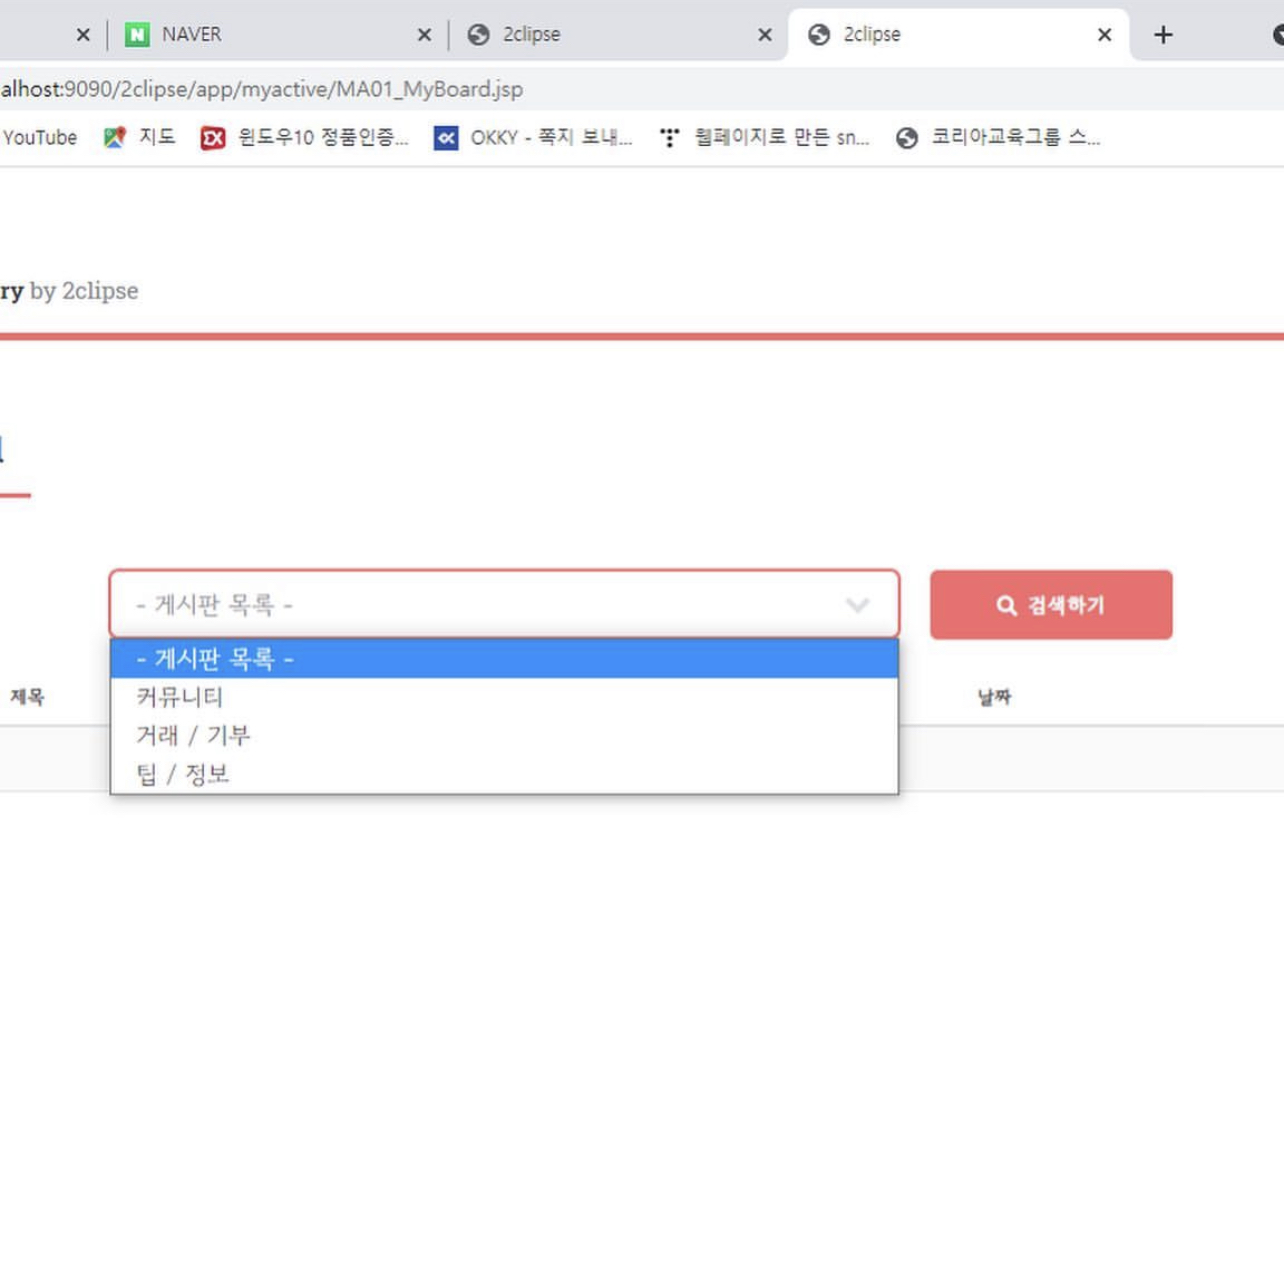 NAVER
2clipse
2clipse
alhost:9090/2clipse/app/myactive/MA01_MyBoard.jsp
YouTube 지도 윈도우10 정품인증... OKKY - 쪽지 보내... 웹페이지로 만든 sn... 코리아교육그룹 스...
ry by 2clipse
- 게시판 목록 -
검색하기
- 게시판 목록 -
커뮤니티
거래 / 기부
팁 / 정보
제목
날짜